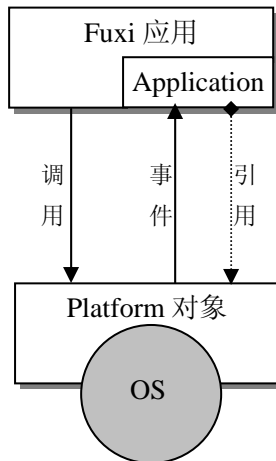 Fuxi 应用
Application
调用
事件
引用
Platform 对象
OS